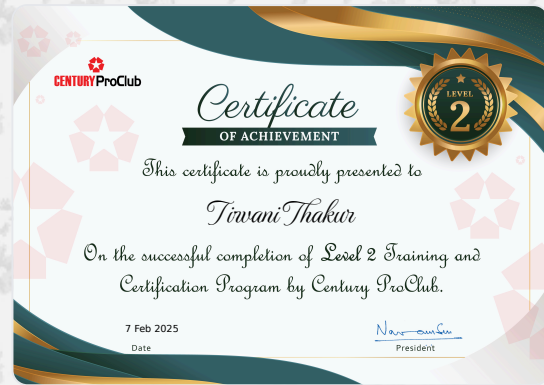 CENTURY ProClub
Certificate
OF ACHIEVEMENT
LEVEL
2
This certificate is proudly presented to
Tirwani Thakur
On the successful completion of Level 2 Training and
Certification Program by Century ProClub.
7 Feb 2025
Date
President